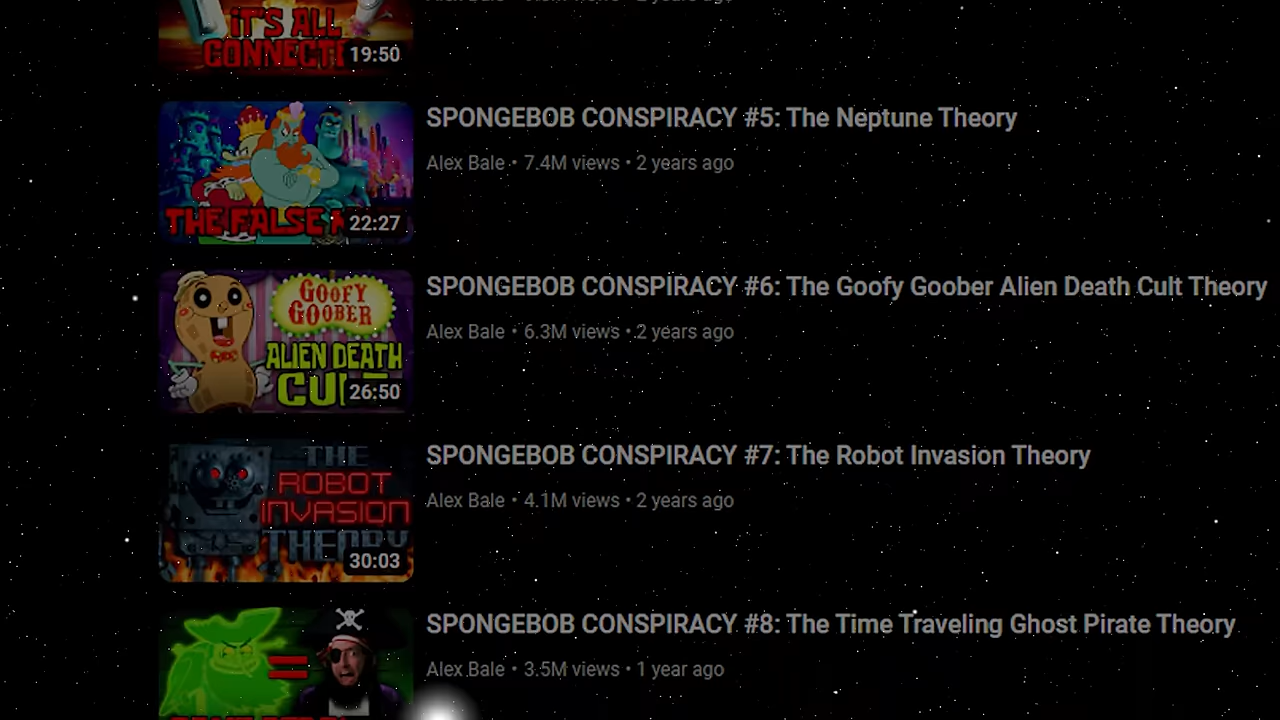 IT'S ALL
19:50
SPONGEBOB CONSPIRACY #5: The Neptune Theory
Alex Bale • 7.4M views • 2 years ago
THE FALSE
22:27
SPONGEBOB CONSPIRACY #6: The Goofy Goober Alien Death Cult Theory
Alex Bale • 6.3M views • 2 years ago
GOOFY
GOOBER
ALIEN DEATH
26:50
SPONGEBOB CONSPIRACY #7: The Robot Invasion Theory
Alex Bale • 4.1M views • 2 years ago
THE
ROBOT
INVASION
THEORY
30:03
SPONGEBOB CONSPIRACY #8: The Time Traveling Ghost Pirate Theory
Alex Bale • 3.5M views • 1 year ago